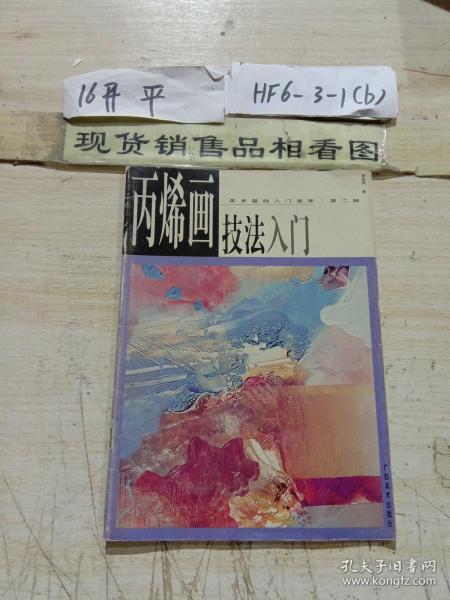 16开 平
HF6-3-1(b)
现货销售品相看图
美术基础入门画库 第二辑
丙烯画
技法入门
广西美术出版社
孔夫子旧书网
www.kongfz.com